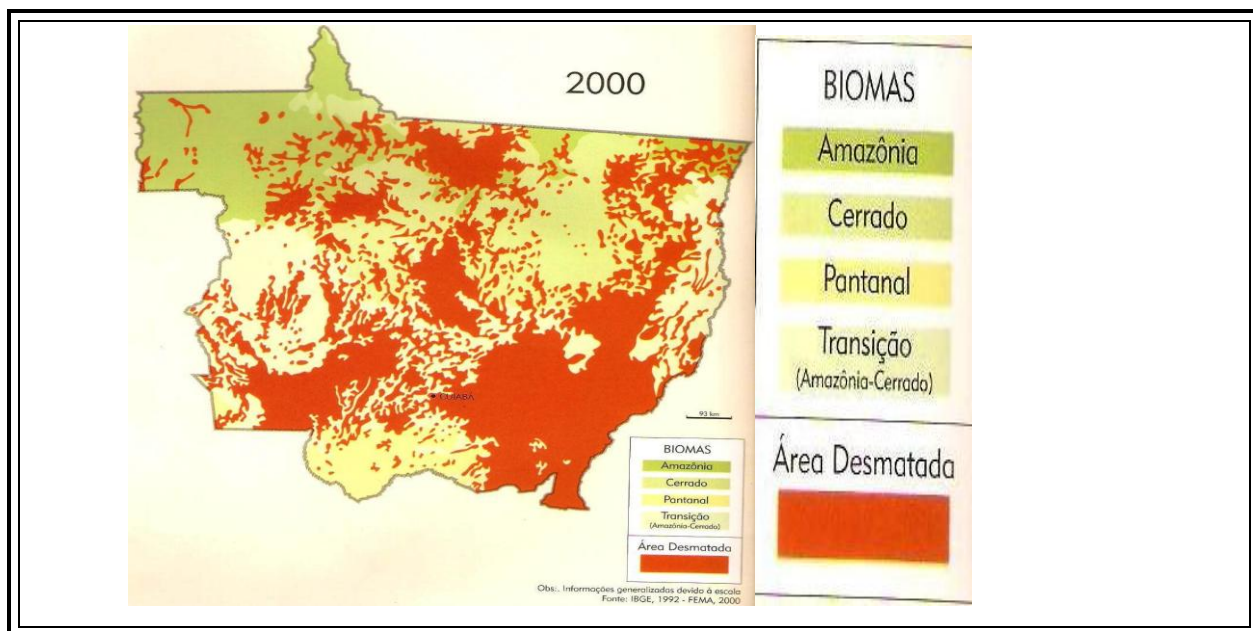 2000
CUIABÁ
93 km
BIOMAS
Amazônia
Cerrado
Pantanal
Transição
(Amazônia-Cerrado)
Área Desmatada
Obs:. Informações generalizadas devido à escala
Fonte: IBGE, 1992 - FEMA, 2000
BIOMAS
Amazônia
Cerrado
Pantanal
Transição
(Amazônia-Cerrado)
Área Desmatada